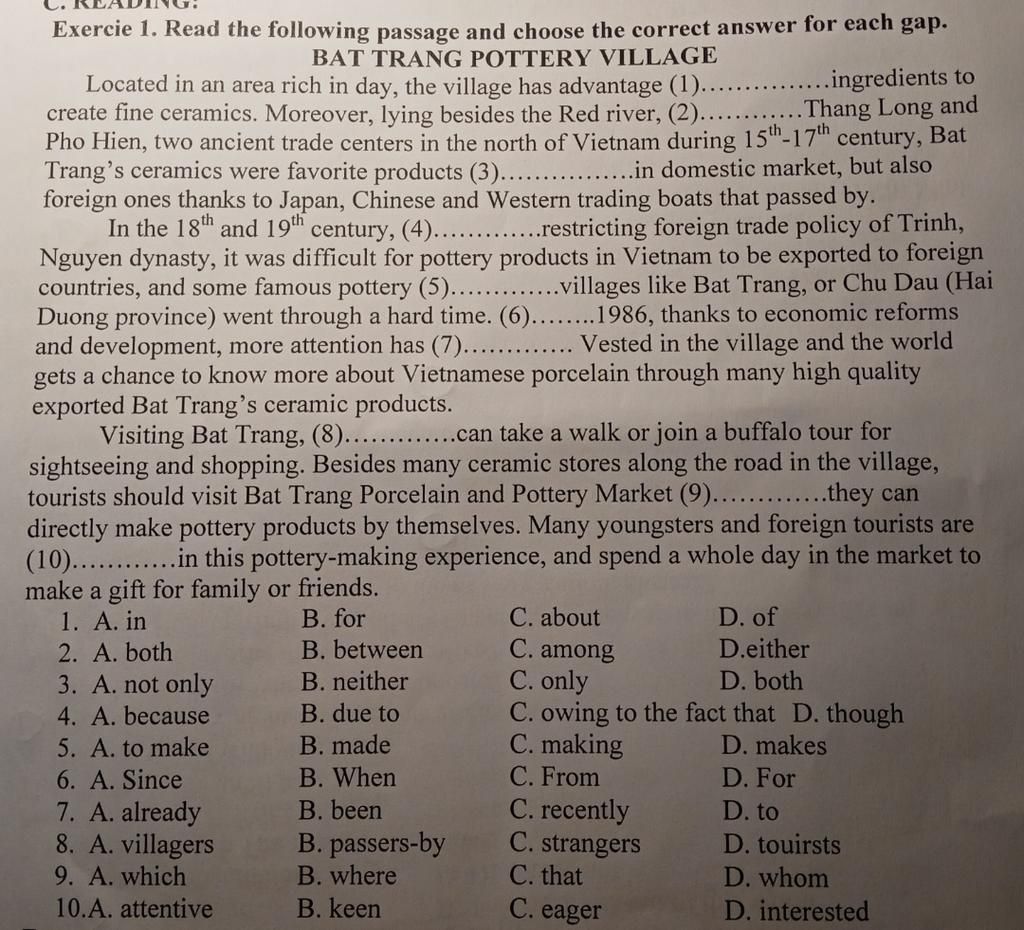 C. READING:
Exercie 1. Read the following passage and choose the correct answer for each gap.
BAT TRANG POTTERY VILLAGE
Located in an area rich in day, the village has advantage (1)...............ingredients to
create fine ceramics. Moreover, lying besides the Red river, (2)............Thang Long and
Pho Hien, two ancient trade centers in the north of Vietnam during 15th-17th century, Bat
Trang's ceramics were favorite products (3)................in domestic market, but also
foreign ones thanks to Japan, Chinese and Western trading boats that passed by.
In the 18th and 19th century, (4).............restricting foreign trade policy of Trinh,
Nguyen dynasty, it was difficult for pottery products in Vietnam to be exported to foreign
countries, and some famous pottery (5).............villages like Bat Trang, or Chu Dau (Hai
Duong province) went through a hard time. (6)........1986, thanks to economic reforms
and development, more attention has (7)............. Vested in the village and the world
gets a chance to know more about Vietnamese porcelain through many high quality
exported Bat Trang's ceramic products.
Visiting Bat Trang, (8).............can take a walk or join a buffalo tour for
sightseeing and shopping. Besides many ceramic stores along the road in the village,
tourists should visit Bat Trang Porcelain and Pottery Market (9).............they can
directly make pottery products by themselves. Many youngsters and foreign tourists are
(10)............in this pottery-making experience, and spend a whole day in the market to
make a gift for family or friends.
1. A. in B. for C. about D. of
2. A. both B. between C. among D.either
3. A. not only B. neither C. only D. both
4. A. because B. due to C. owing to the fact that D. though
5. A. to make B. made C. making D. makes
6. A. Since B. When C. From D. For
7. A. already B. been C. recently D. to
8. A. villagers B. passers-by C. strangers D. touirsts
9. A. which B. where C. that D. whom
10.A. attentive B. keen C. eager D. interested